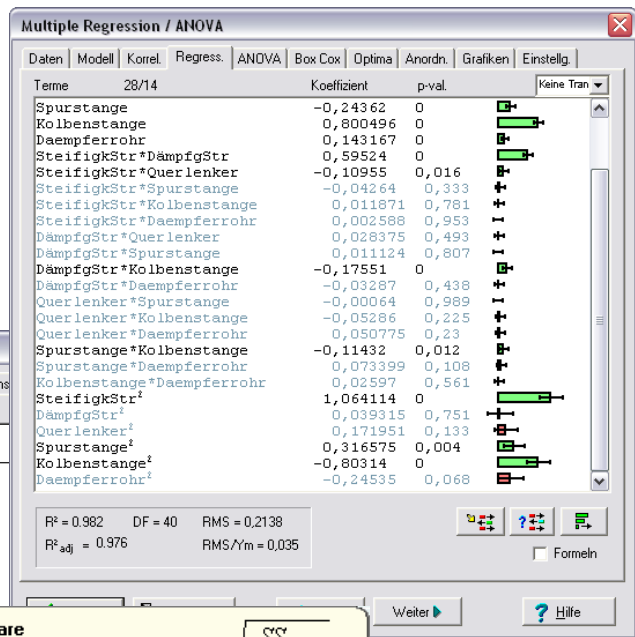 Multiple Regression / ANOVA
Daten Modell Korrel. Regress. ANOVA Box Cox Optima Anordn. Grafiken Einstellg.
Terme 28/14 Koeffizient p-val. Keine Tran
Spurstange -0,24362 0
Kolbenstange 0,800496 0
Daempferrohr 0,143167 0
SteifigkStr*DämpfgStr 0,59524 0
SteifigkStr*Querlenker -0,10955 0,016
SteifigkStr*Spurstange -0,04264 0,333
SteifigkStr*Kolbenstange 0,011871 0,781
SteifigkStr*Daempferrohr 0,002588 0,953
DämpfgStr*Querlenker 0,028375 0,493
DämpfgStr*Spurstange 0,011124 0,807
DämpfgStr*Kolbenstange -0,17551 0
DämpfgStr*Daempferrohr -0,03287 0,438
Querlenker*Spurstange -0,00064 0,989
Querlenker*Kolbenstange -0,05286 0,225
Querlenker*Daempferrohr 0,050775 0,23
Spurstange*Kolbenstange -0,11432 0,012
Spurstange*Daempferrohr 0,073399 0,108
Kolbenstange*Daempferrohr 0,02597 0,561
SteifigkStr² 1,064114 0
DämpfgStr² 0,039315 0,751
Querlenker² 0,171951 0,133
Spurstange² 0,316575 0,004
Kolbenstange² -0,80314 0
Daempferrohr² -0,24535 0,068
R² = 0.982 DF = 40 RMS = 0,2138
R² adj = 0.976 RMS/Ym = 0,035
Formeln
Weiter
? Hilfe